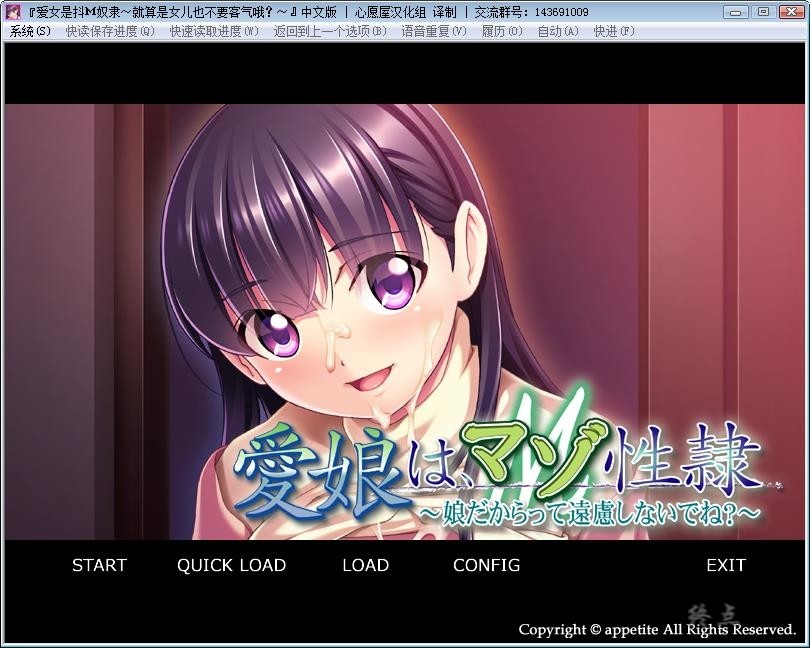 『爱女是抖M奴隶~就算是女儿也不要客气哦？~』中文版 | 心愿屋汉化组 译制 | 交流群号：143691009
系统(S) 快速保存进度(Q) 快速读取进度(W) 返回到上一个选项(B) 语音重复(V) 履历(O) 自动(A) 快进(F)
愛娘は、マゾ性隷
M
～娘だからって遠慮しないでね？～
START QUICK LOAD LOAD CONFIG EXIT
终点
Copyright © appetite All Rights Reserved.